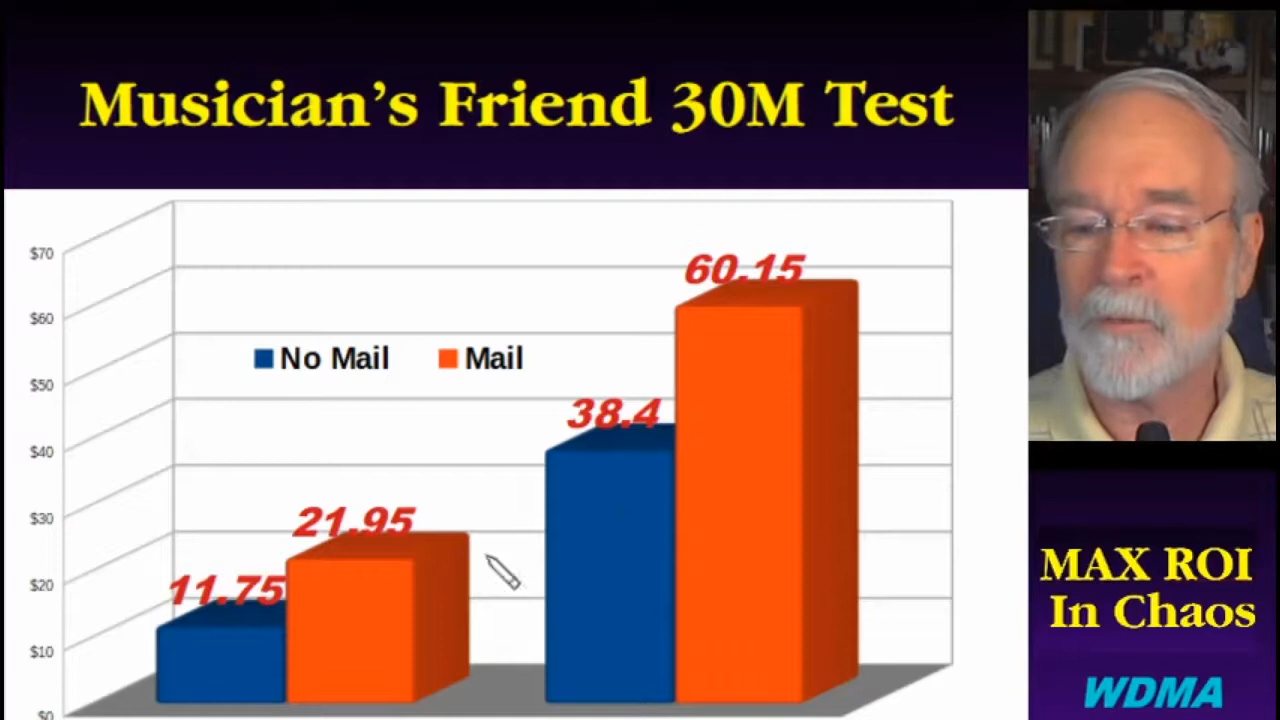 Musician’s Friend 30M Test
$70
$60
$50
$40
$30
$20
$10
$0
No Mail
Mail
11.75
21.95
38.4
60.15
MAX ROI
In Chaos
WDMA